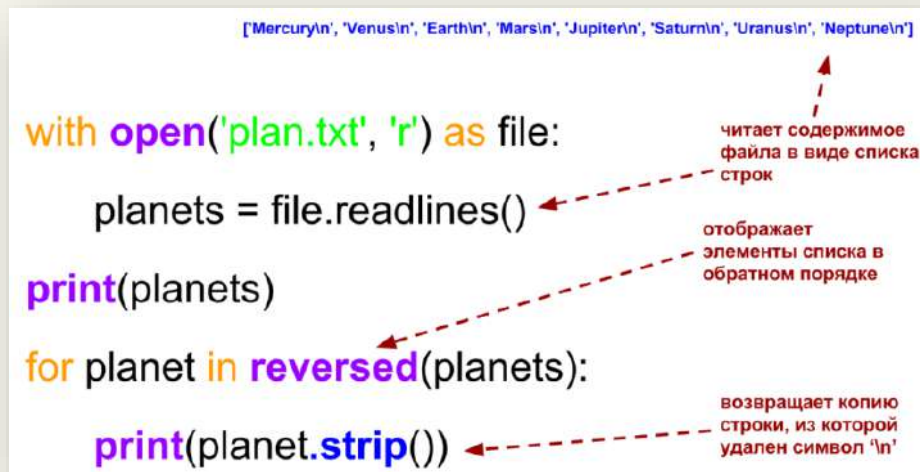 ['Mercury\n', 'Venus\n', 'Earth\n', 'Mars\n', 'Jupiter\n', 'Saturn\n', 'Uranus\n', 'Neptune\n']
with open('plan.txt', 'r') as file:
читает содержимое
файла в виде списка
строк
planets = file.readlines()
отображает
элементы списка в
обратном порядке
print(planets)
for planet in reversed(planets):
возвращает копию
строки, из которой
удален символ '\n'
print(planet.strip())